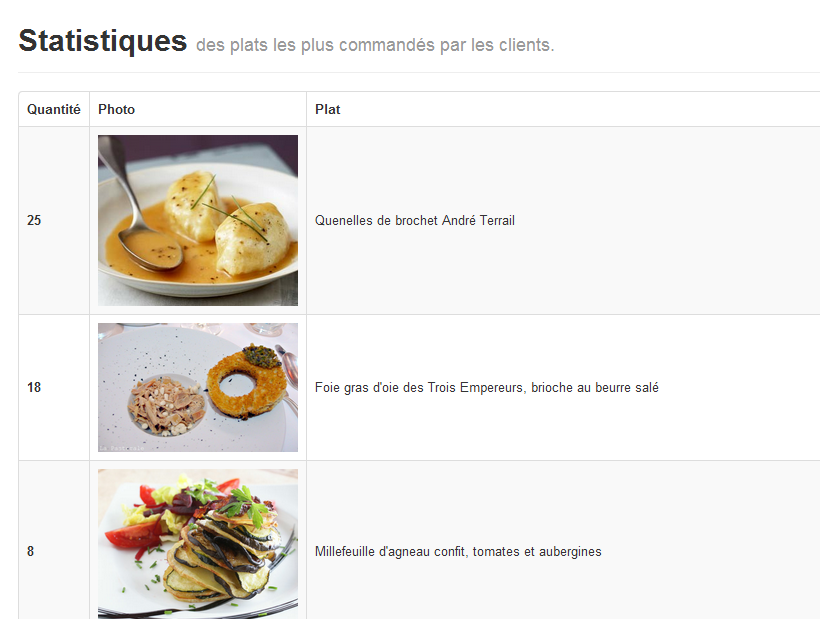 Statistiques des plats les plus commandés par les clients.
Quantité Photo Plat
25 Quenelles de brochet André Terrail
18 Foie gras d'oie des Trois Empereurs, brioche au beurre salé
8 Millefeuille d'agneau confit, tomates et aubergines